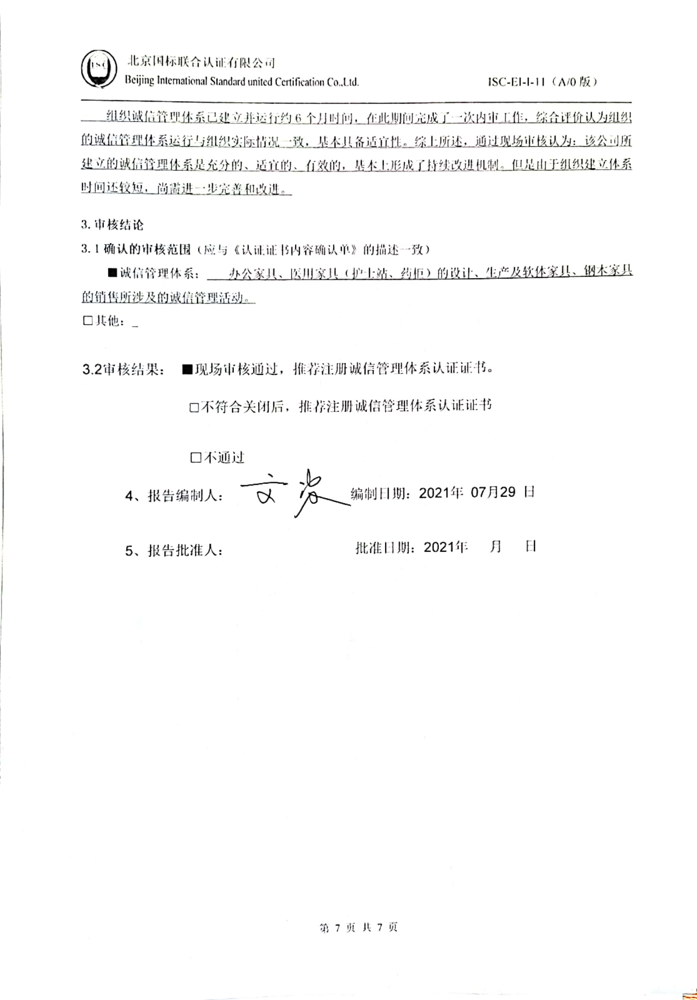 ISC
北京国标联合认证有限公司
Beijing International Standard united Certification Co.,Ltd.
ISC-EI-I-11（A/0 版）
组织诚信管理体系已建立并运行约 6 个月时间，在此期间完成了一次内审工作，综合评价认为组织
的诚信管理体系运行与组织实际情况一致，基本具备适宜性。综上所述，通过现场审核认为：该公司所
建立的诚信管理体系是充分的、适宜的、有效的，基本上形成了持续改进机制。但是由于组织建立体系
时间还较短，尚需进一步完善和改进。
3. 审核结论
3.1 确认的审核范围（应与《认证证书内容确认单》的描述一致）
■诚信管理体系： 办公家具、医用家具（护士站、药柜）的设计、生产及软体家具、钢木家具
的销售所涉及的诚信管理活动。
□其他：_
3.2审核结果： ■现场审核通过，推荐注册诚信管理体系认证证书。
□不符合关闭后，推荐注册诚信管理体系认证证书
□不通过
4、报告编制人： 文 编制日期：2021年 07月29 日
5、报告批准人： 批准日期：2021年 月 日
第 7 页 共 7 页